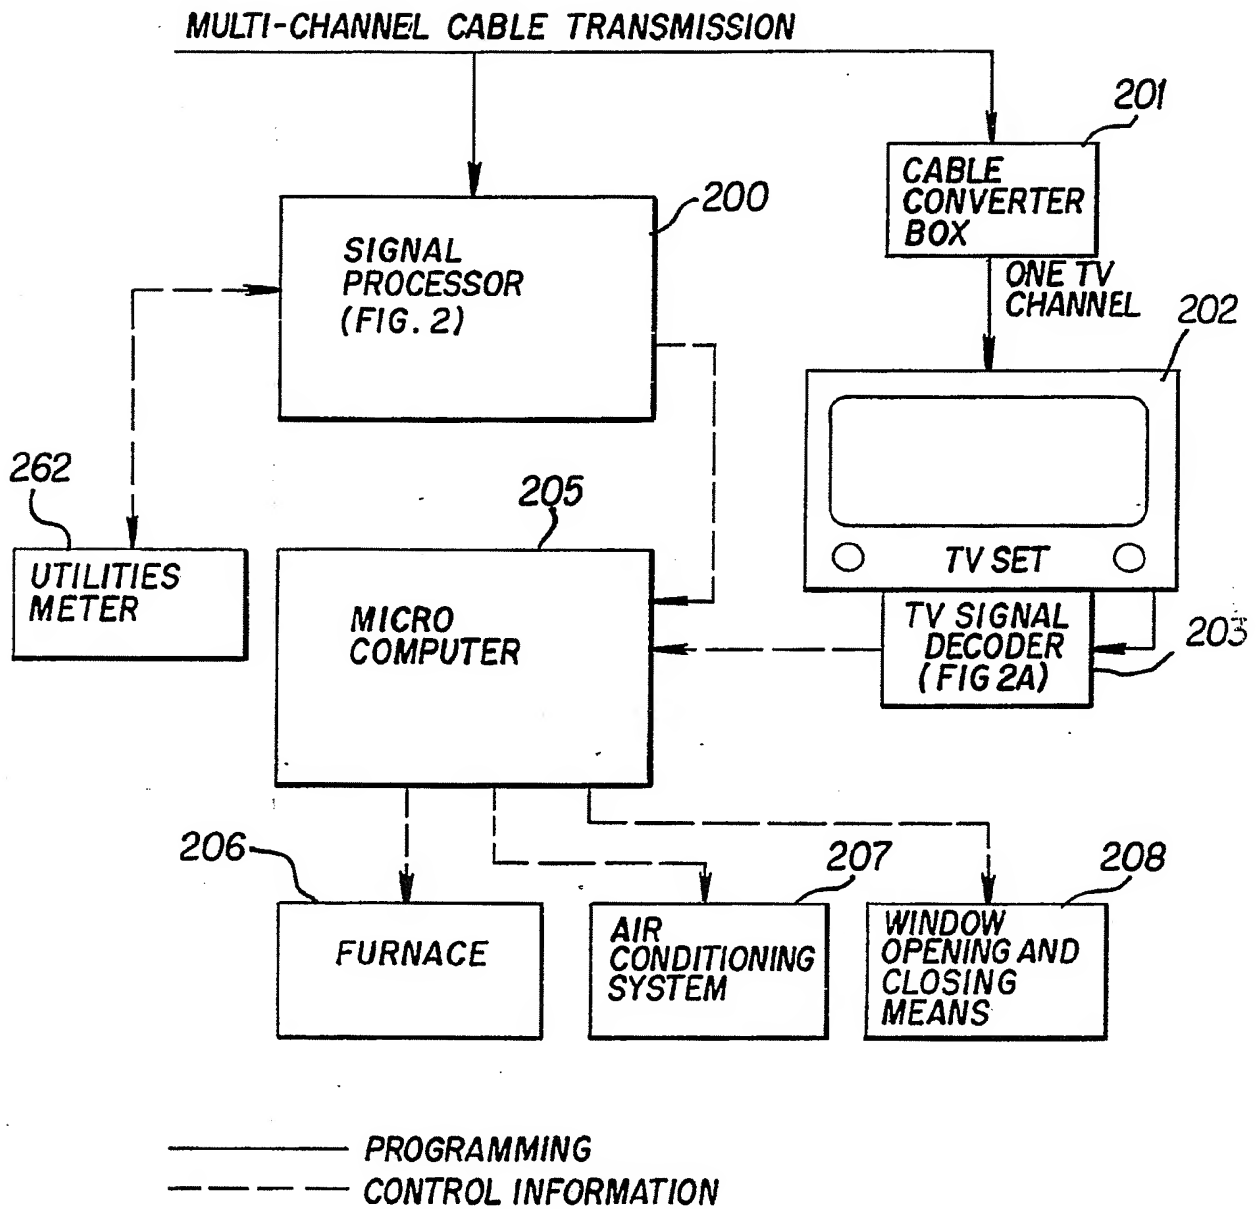 MULTI-CHANNEL CABLE TRANSMISSION
201
CABLE
CONVERTER
BOX
200
SIGNAL
PROCESSOR
(FIG. 2)
ONE TV
CHANNEL
202
262
205
TV SET
UTILITIES
METER
MICRO
COMPUTER
TV SIGNAL
DECODER
(FIG 2A)
203
206
207
208
FURNACE
AIR
CONDITIONING
SYSTEM
WINDOW
OPENING AND
CLOSING
MEANS
PROGRAMMING
CONTROL INFORMATION